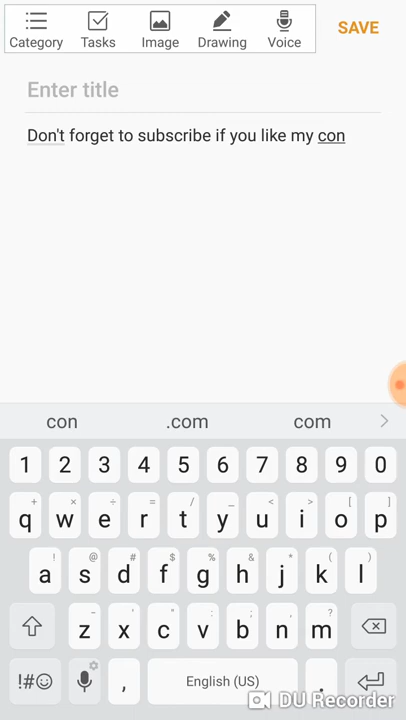 Category Tasks Image Drawing Voice SAVE
Enter title
Don't forget to subscribe if you like my con
con .com com >
1 2 3 4 5 6 7 8 9 0
+ × ÷ = / _ < > [ ]
q w e r t y u i o p
! @ # $ % & * ( )
a s d f g h j k l
- ' " : ; , ?
z x c v b n m
!#☺ , English (US) .
DU Recorder